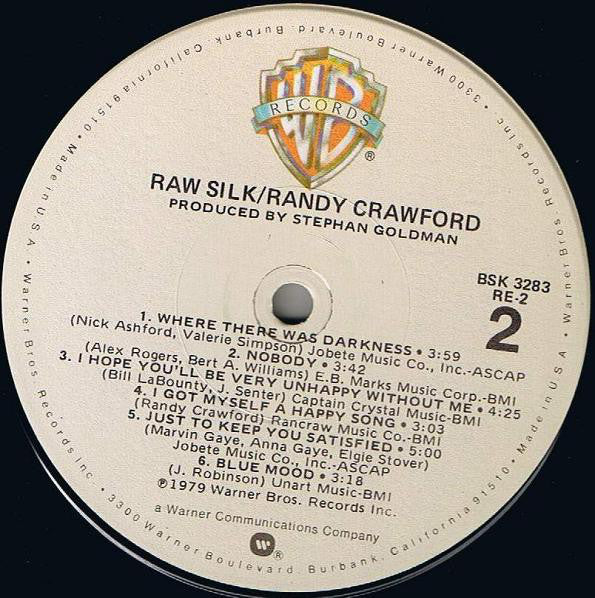 WB
RECORDS
®
RAW SILK/RANDY CRAWFORD
PRODUCED BY STEPHAN GOLDMAN
BSK 3283
RE-2
2
1. WHERE THERE WAS DARKNESS • 3:59
(Nick Ashford, Valerie Simpson) Jobete Music Co., Inc.-ASCAP
2. NOBODY • 3:42
(Alex Rogers, Bert A. Williams) E.B. Marks Music Corp.-BMI
3. I HOPE YOU'LL BE VERY UNHAPPY WITHOUT ME • 4:25
(Bill LaBounty, J. Senter) Captain Crystal Music-BMI
4. I GOT MYSELF A HAPPY SONG • 3:03
(Randy Crawford) Rancraw Music Co.-BMI
5. JUST TO KEEP YOU SATISFIED • 5:00
(Marvin Gaye, Anna Gaye, Elgie Stover)
Jobete Music Co., Inc.-ASCAP
6. BLUE MOOD • 3:18
(J. Robinson) Unart Music-BMI
℗1979 Warner Bros. Records Inc.
a Warner Communications Company
®
Warner Bros Records Inc. • 3300 Warner Boulevard, Burbank, California 91510 • Made in U S A •
Warner Bros Records Inc • 3300 Warner Boulevard, Burbank, California 91510 • Made in U S A •